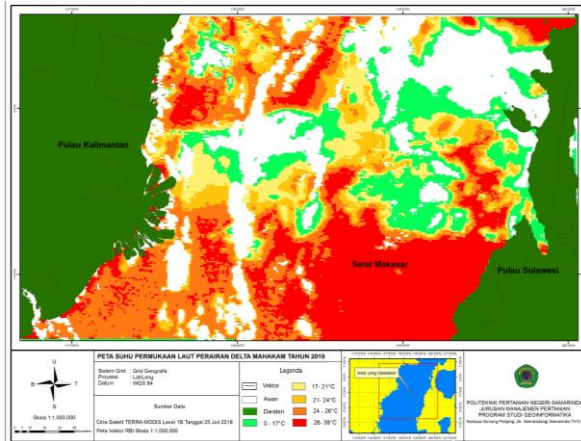 Pulau Kalimantan
Selat Makasar
Pulau Sulawesi
PETA SUHU PERMUKAAN LAUT PERAIRAN DELTA MAHAKAM TAHUN 2018
Sistem Grid : Grid Geografis
Proyeksi : Lat/Long
Datum : WGS 84
Sumber Data
Citra Satelit TERRA-MODIS Level 1B Tanggal 25 Juli 2018
Peta Vektor RBI Skala 1:1.000.000
U
B
T
S
Skala 1:1.000.000
Legenda
Vektor
Awan
Daratan
0 - 17°C
17- 21°C
21- 24°C
24 - 26°C
26- 38°C
Area yang dipetakan
POLITEKNIK PERTANIAN NEGERI SAMARINDA
JURUSAN MANAJEMEN PERTANIAN
PROGRAM STUDI GEOINFORMATIKA